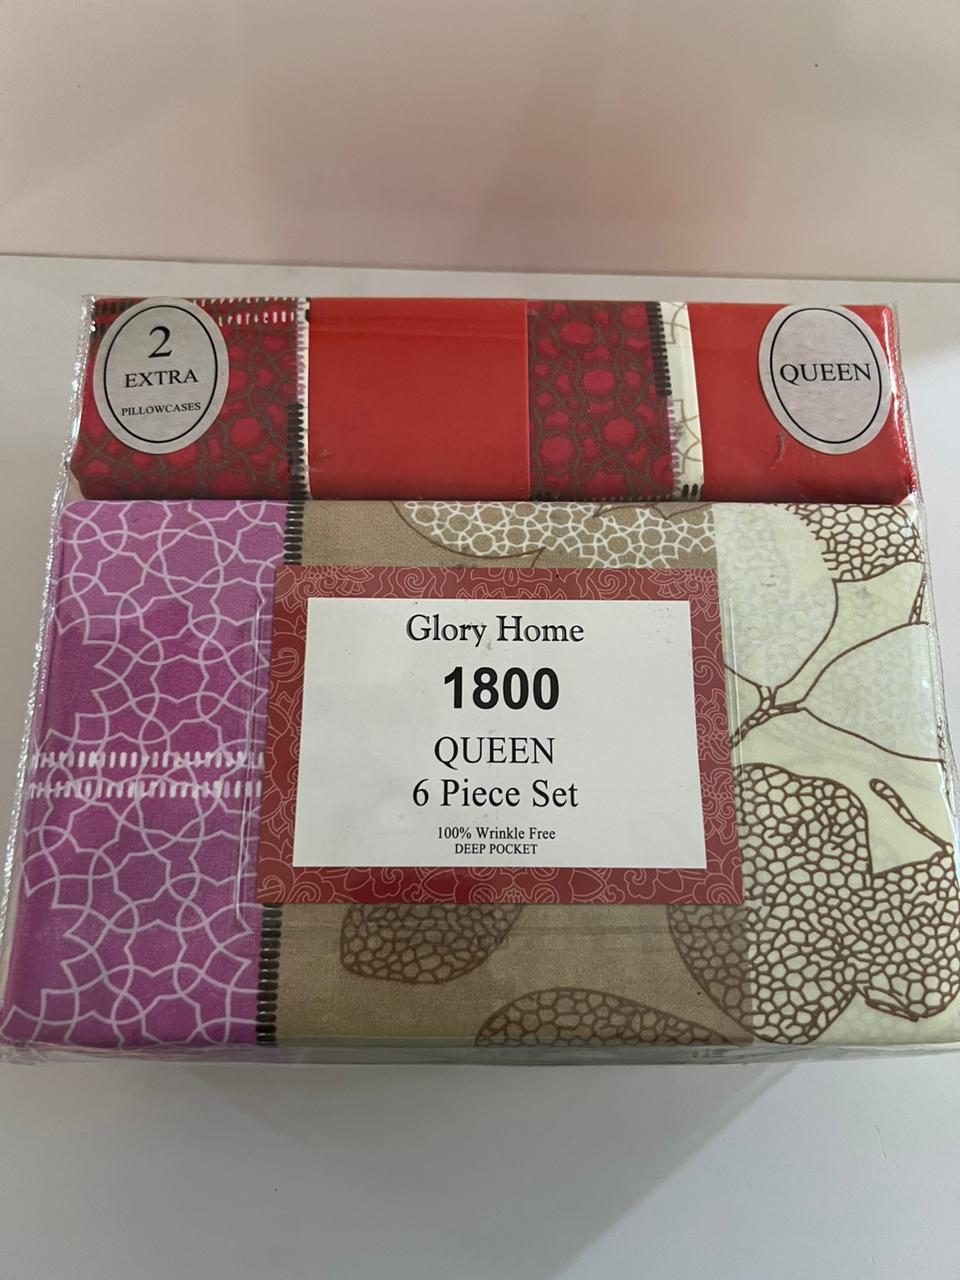 2
EXTRA
PILLOWCASES
QUEEN
Glory Home
1800
QUEEN
6 Piece Set
100% Wrinkle Free
DEEP POCKET